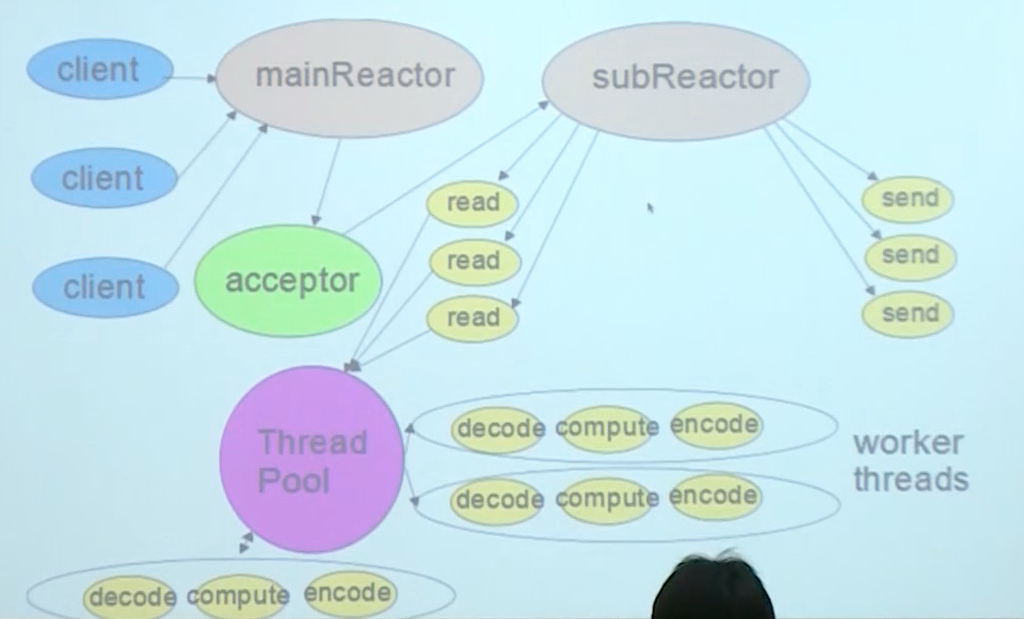 client
mainReactor
subReactor
client
read
send
client
acceptor
read
send
read
send
Thread
Pool
decode compute encode
worker
threads
decode compute encode
decode compute encode